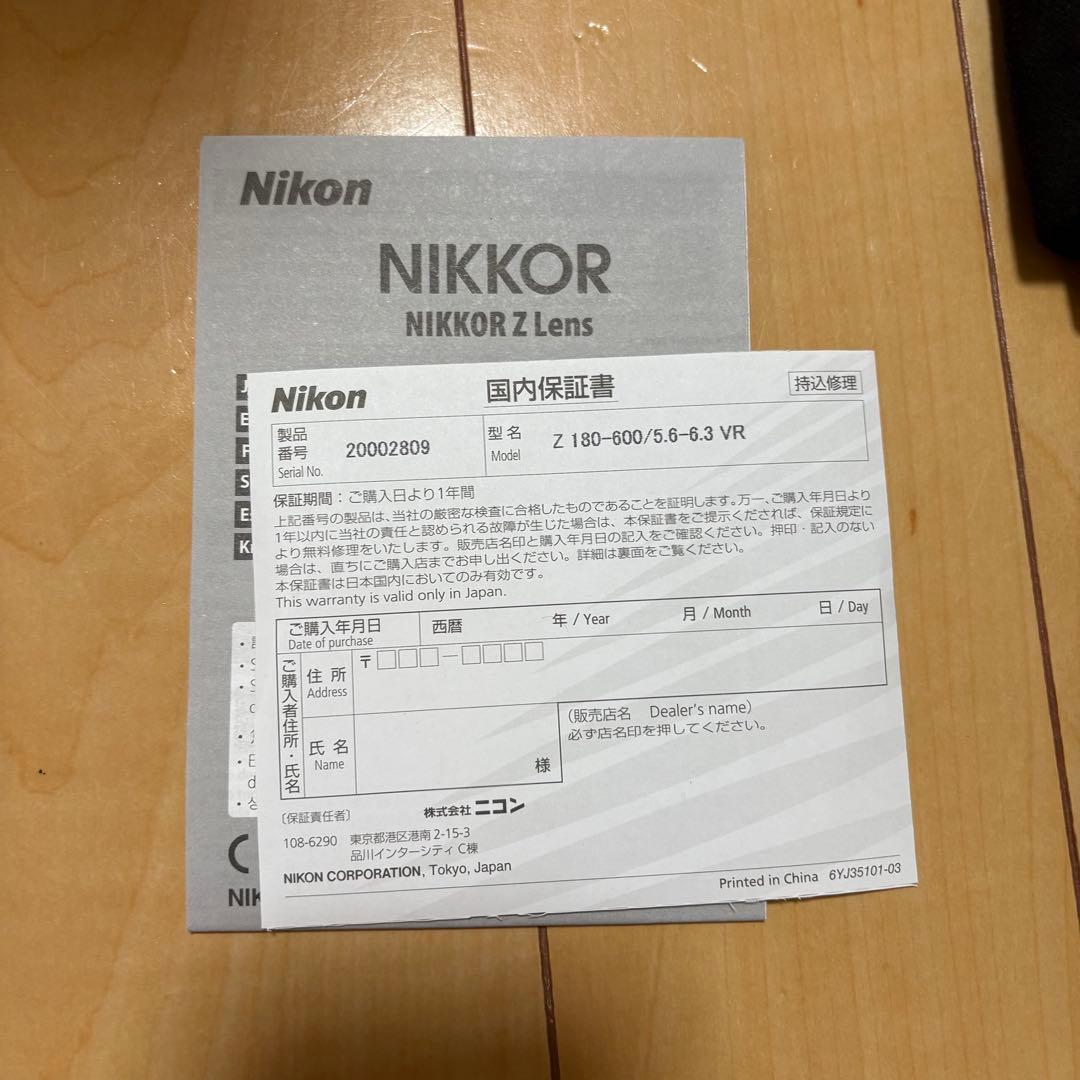 Nikon
NIKKOR
NIKKOR Z Lens
Nikon
国内保証書
持込修理
製品
番号
Serial No.
20002809
型名
Model
Z 180-600/5.6-6.3 VR
保証期間：ご購入日より1年間
上記番号の製品は、当社の厳密な検査に合格したものであることを証明します。万一、ご購入年月日より
1年以内に当社の責任と認められる故障が生じた場合は、本保証書をご提示くだされば、保証規定に
より無料修理をいたします。販売店名印と購入年月日の記入をご確認ください。押印・記入のない
場合は、直ちにご購入店までお申し出ください。詳細は裏面をご覧ください。
本保証書は日本国内においてのみ有効です。
This warranty is valid only in Japan.
ご購入年月日
Date of purchase
西暦
年 / Year
月 / Month
日 / Day
ご購入者住所・氏名
住所
Address
〒
氏名
Name
様
(販売店名 Dealer's name)
必ず店名印を押してください。
〔保証責任者〕
株式会社 ニコン
108-6290 東京都港区港南 2-15-3
品川インターシティ C棟
NIKON CORPORATION, Tokyo, Japan
Printed in China 6YJ35101-03